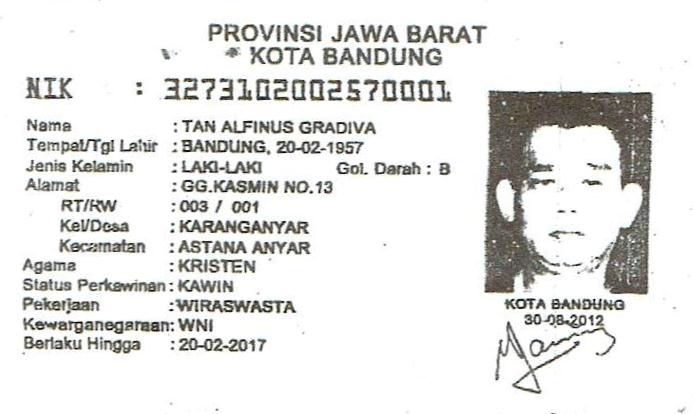 PROVINSI JAWA BARAT
KOTA BANDUNG
NIK : 3273102002570001
Nama : TAN ALFINUS GRADIVA
Tempat/Tgl Lahir : BANDUNG, 20-02-1957
Jenis Kelamin : LAKI-LAKI Gol. Darah : B
Alamat : GG.KASMIN NO.13
RT/RW : 003 / 001
Kel/Desa : KARANGANYAR
Kecamatan : ASTANA ANYAR
Agama : KRISTEN
Status Perkawinan : KAWIN
Pekerjaan : WIRASWASTA
Kewarganegaraan : WNI
Berlaku Hingga : 20-02-2017
KOTA BANDUNG
30-08-2012